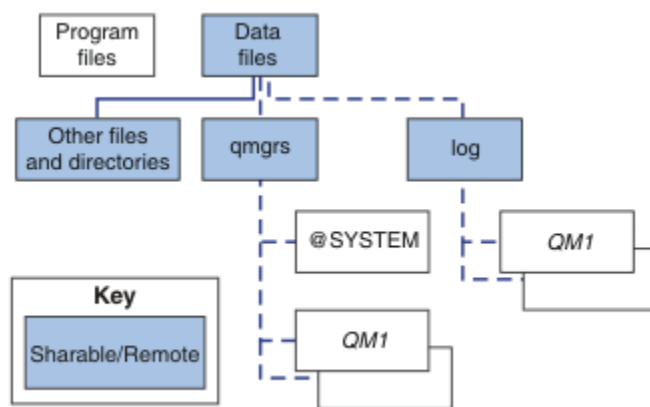 Program
files
Data
files
Other files
and directories
qmgrs
log
@SYSTEM
QM1
Key
Sharable/Remote
QM1